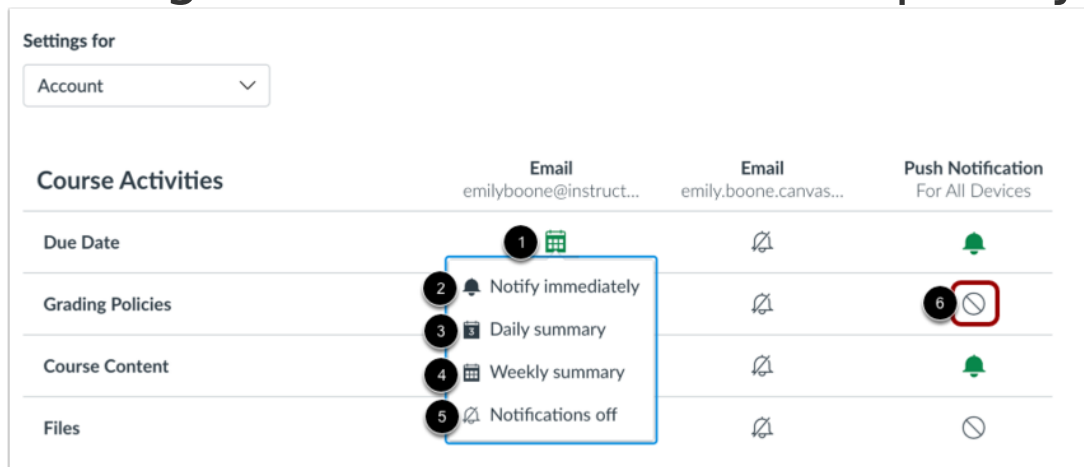 Settings for
Account
Course Activities
Email
emilyboone@instruct...
Email
emily.boone.canvas...
Push Notification
For All Devices
Due Date
1
2 Notify immediately
Grading Policies
6
3 3 Daily summary
Course Content
4 Weekly summary
5 Notifications off
Files